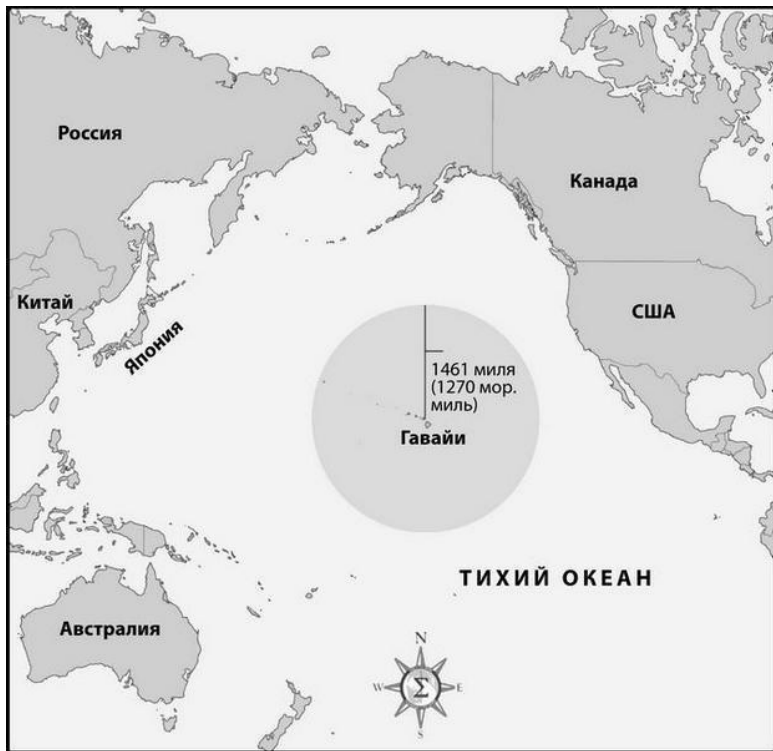 Россия
Канада
Китай
Япония
США
1461 миля
(1270 мор.
миль)
Гавайи
ТИХИЙ ОКЕАН
Австралия
N
W
Σ
E
S